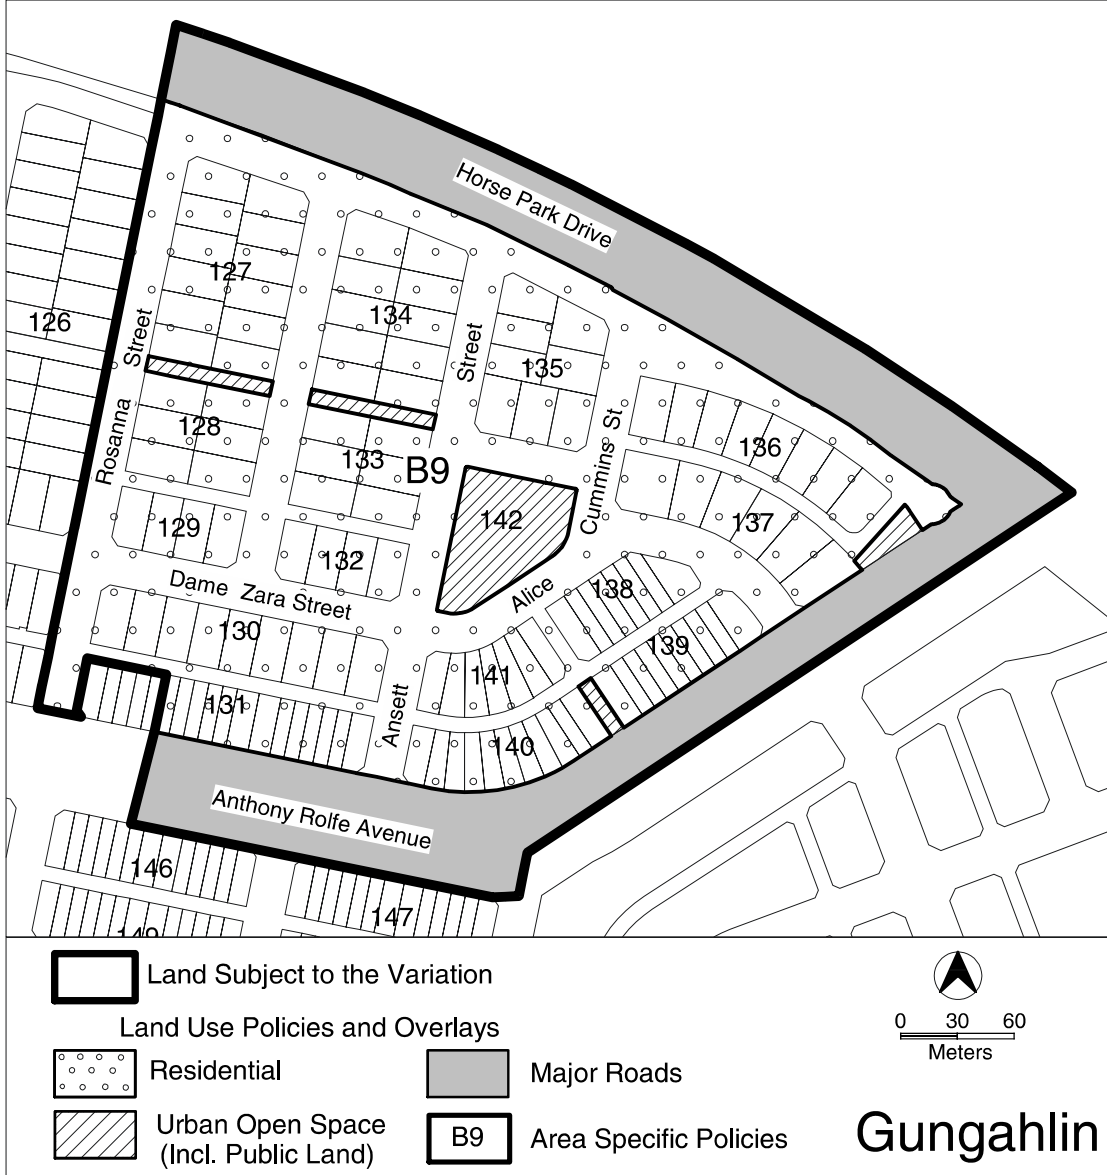 Horse Park Drive
127
134
126
Rosanna Street
Street
135
128
133
B9
Cummins St
136
142
137
129
132
Dame Zara Street
Alice
138
130
139
141
131
Ansett
140
Anthony Rolfe Avenue
146
147
149
Land Subject to the Variation
Land Use Policies and Overlays
0 30 60
Meters
Residential
Major Roads
Urban Open Space
(Incl. Public Land)
B9
Area Specific Policies
Gungahlin